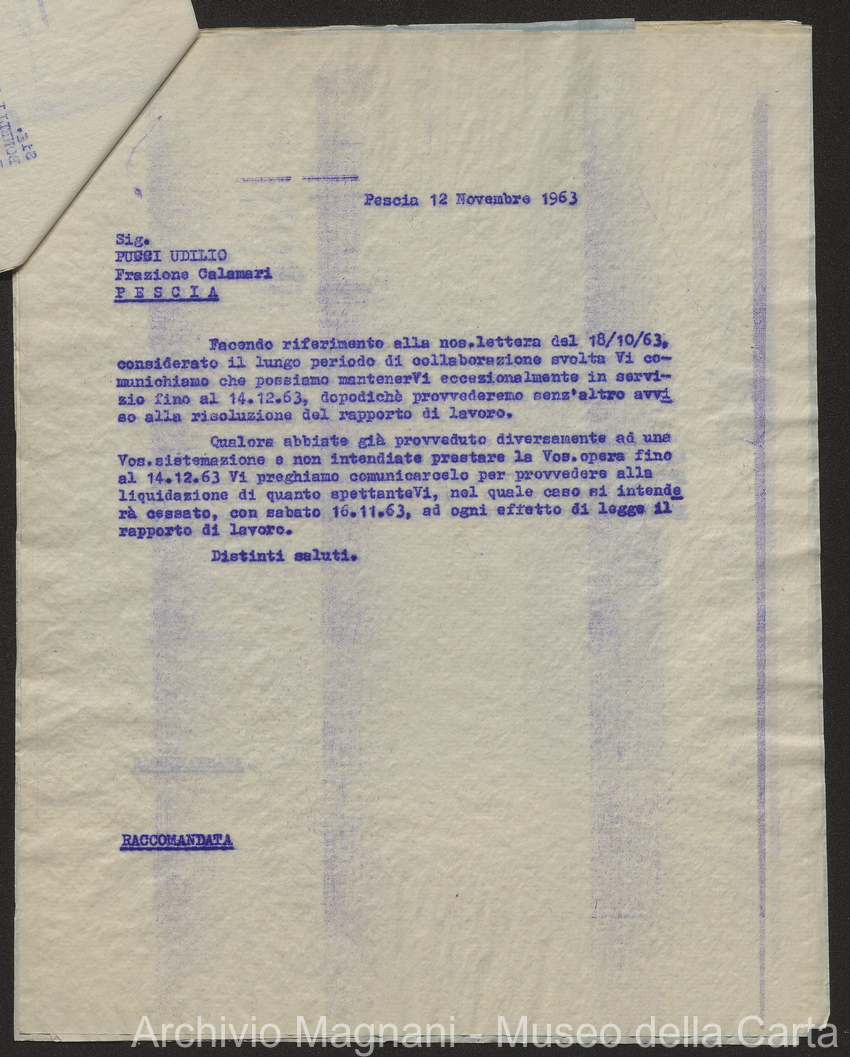 Pescia 12 Novembre 1963
Sig.
PUCCI UDILIO
Frazione Calamari
P E S C I A
Facendo riferimento alla nos.lettera del 18/10/63,
considerato il lungo periodo di collaborazione svolta Vi co-
munichiamo che possiamo mantenerVi eccezionalmente in servi-
zio fino al 14.12.63, dopodichè provvederemo senz'altro avvi
so alla risoluzione del rapporto di lavoro.
Qualora abbiate già provveduto diversamente ad una
Vos.sistemazione e non intendiate prestare la Vos.opera fino
al 14.12.63 Vi preghiamo comunicarcelo per provvedere alla
liquidazione di quanto spettanteVi, nel quale caso si intende
rà cessato, con sabato 16.11.63, ad ogni effetto di legge il
rapporto di lavoro.
Distinti saluti.
RACCOMANDATA
RACCOMANDATA
Archivio Magnani - Museo della Carta